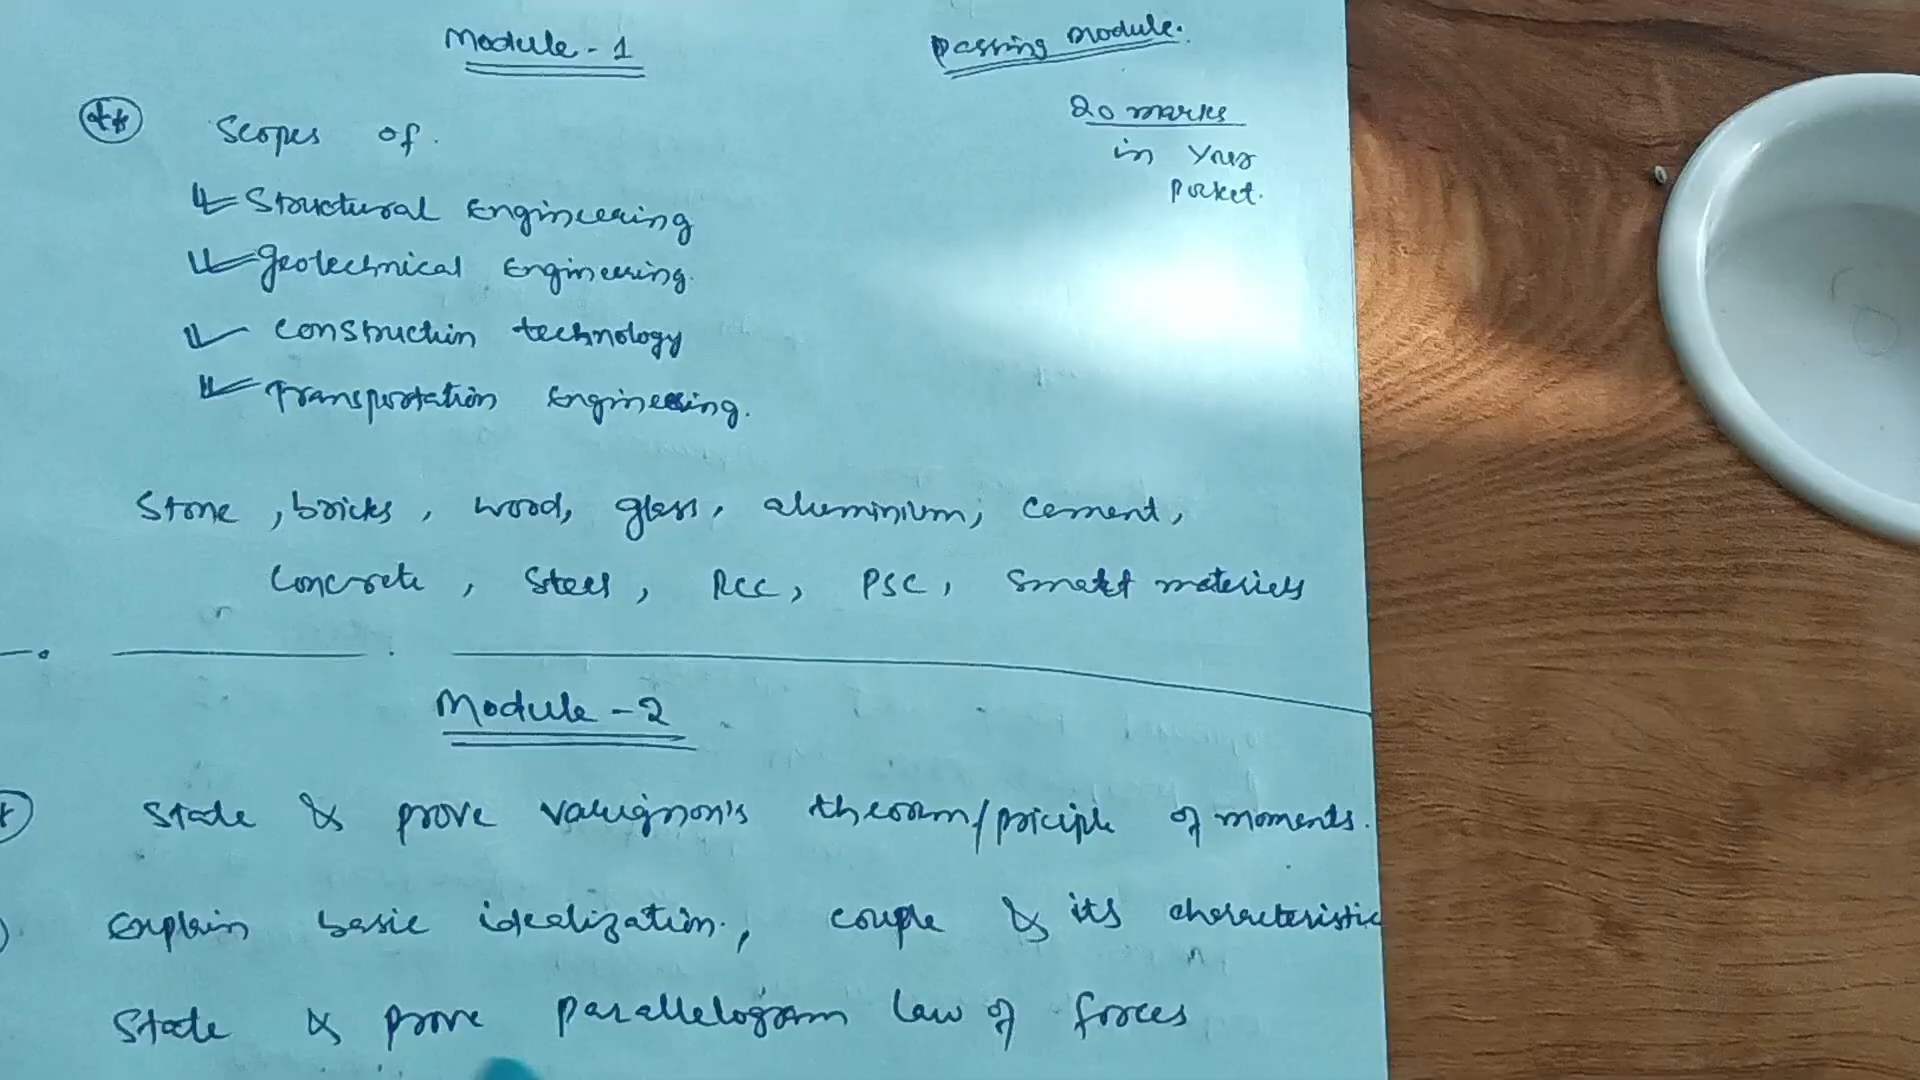 Module - 1
passing module.
**
20 marks
in your
pocket.
Scopes of.
Structural Engineering
Geotechnical Engineering.
Construction technology
Transportation Engineering.
Stone, bricks, wood, glass, aluminium, cement,
Concrete, Steel, RCC, PSC, Smart materials
Module - 2
State & prove varignon's theorem/priciple of moments.
Explain basic idealization., couple & its characteristic
State & prove parallelogram law of forces